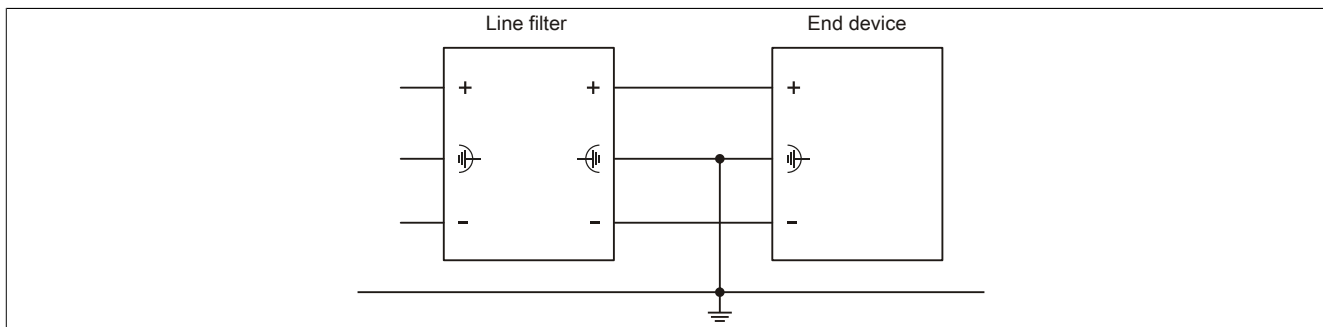 Line filter
End device
+ + +
- - -